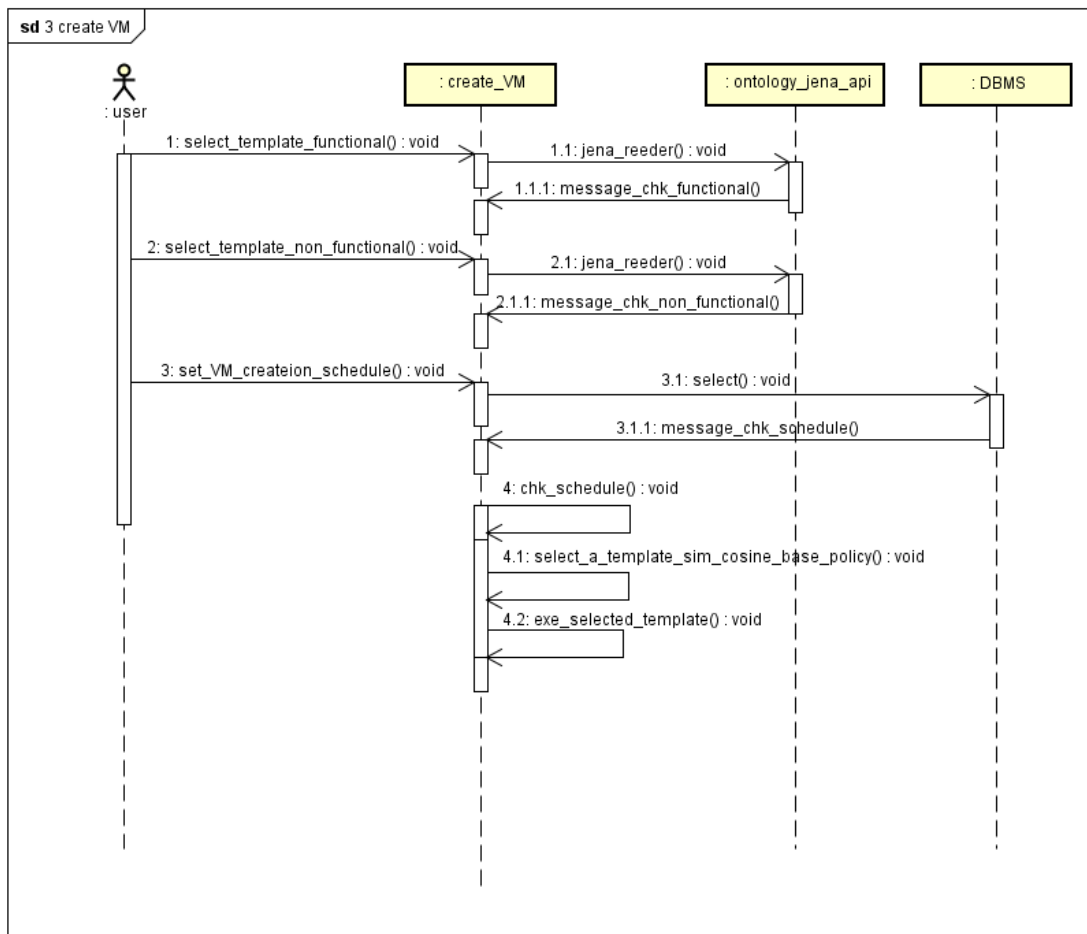 sd 3 create VM
: user
: create_VM
: ontology_jena_api
: DBMS
1: select_template_functional() : void
1.1: jena_reeder() : void
1.1.1: message_chk_functional()
2: select_template_non_functional() : void
2.1: jena_reeder() : void
2.1.1: message_chk_non_functional()
3: set_VM_createion_schedule() : void
3.1: select() : void
3.1.1: message_chk_schedule()
4: chk_schedule() : void
4.1: select_a_template_sim_cosine_base_policy() : void
4.2: exe_selected_template() : void